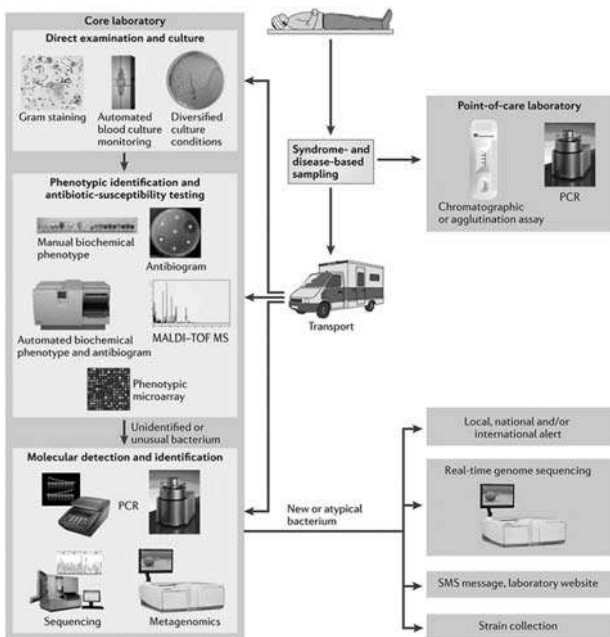 Core laboratory
Direct examination and culture
Gram staining
Automated
blood culture
monitoring
Diversified
culture
conditions
Phenotypic identification and
antibiotic-susceptibility testing
Manual biochemical
phenotype
Antibiogram
Automated biochemical
phenotype and antibiogram
MALDI–TOF MS
Phenotypic
microarray
Unidentified or
unusual bacterium
Molecular detection and identification
PCR
Sequencing
Metagenomics
Syndrome- and
disease-based
sampling
Transport
Point-of-care laboratory
Chromatographic
or agglutination assay
PCR
New or atypical
bacterium
Local, national and/or
international alert
Real-time genome sequencing
SMS message, laboratory website
Strain collection